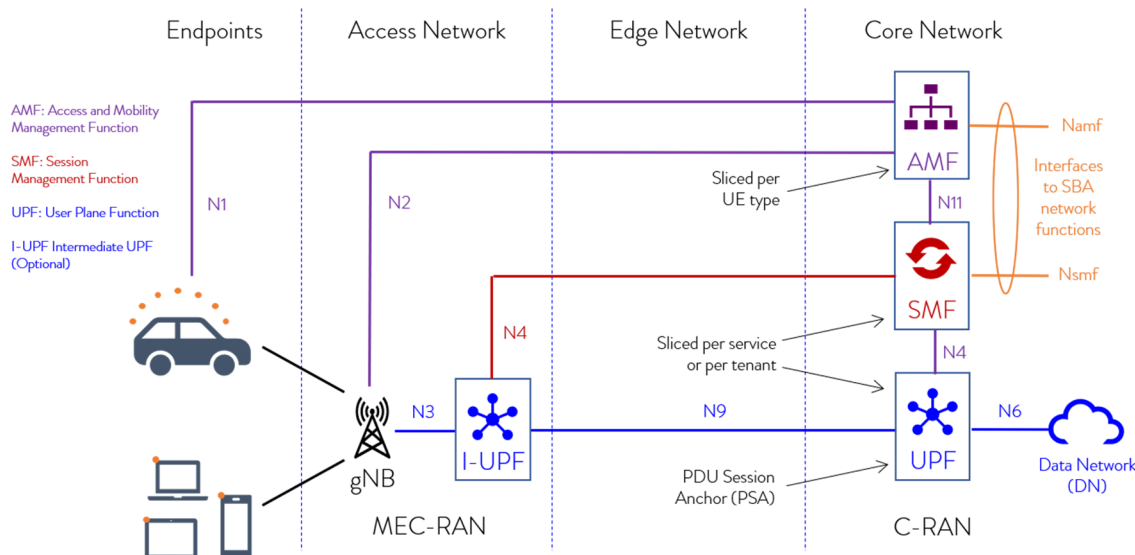 Endpoints
Access Network
Edge Network
Core Network
AMF: Access and Mobility
Management Function
SMF: Session
Management Function
UPF: User Plane Function
I-UPF Intermediate UPF
(Optional)
N1
N2
AMF
Namf
Sliced per
UE type
N11
Interfaces
to SBA
network
functions
Nsmf
SMF
N4
Sliced per service
or per tenant
N4
N3
I-UPF
N9
UPF
N6
Data Network
(DN)
gNB
PDU Session
Anchor (PSA)
MEC-RAN
C-RAN